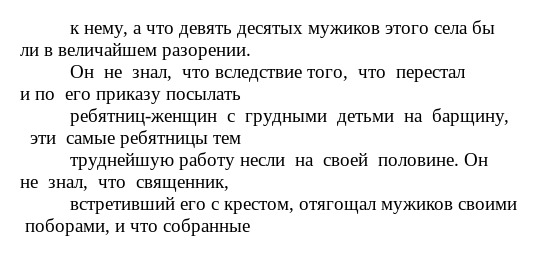 к нему, а что девять десятых мужиков этого села бы
ли в величайшем разорении.
Он не знал, что вследствие того, что перестал
и по его приказу посылать
ребятниц-женщин с грудными детьми на барщину,
эти самые ребятницы тем
труднейшую работу несли на своей половине. Он
не знал, что священник,
встретивший его с крестом, отягощал мужиков своими
поборами, и что собранные